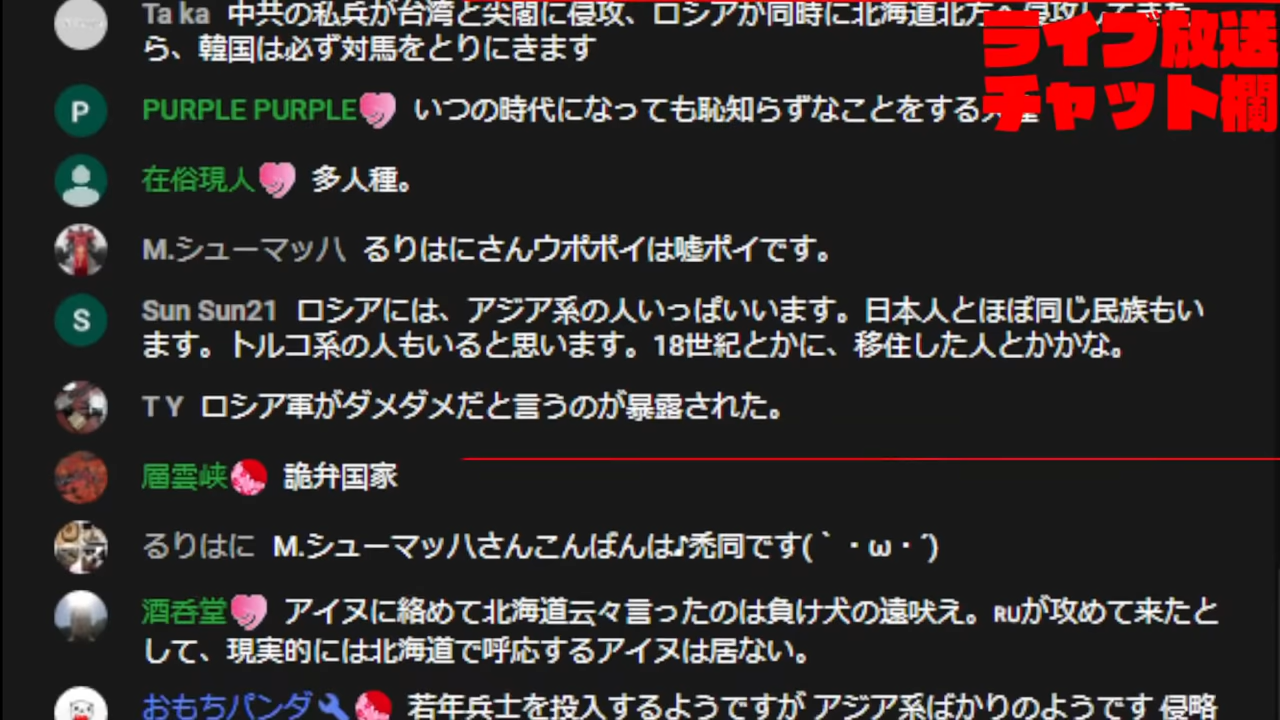 Ta ka 中共の私兵が台湾と尖閣に侵攻、ロシアが同時に北海道北方へ侵攻してきた
ら、韓国は必ず対馬をとりにきます
ライブ放送
チャット欄
P PURPLE PURPLE いつの時代になっても恥知らずなことをする
在俗現人 多人種。
M.シューマッハ るりはにさんウポポイは嘘ポイです。
S Sun Sun21 ロシアには、アジア系の人いっぱいいます。日本人とほぼ同じ民族もい
ます。トルコ系の人もいると思います。18世紀とかに、移住した人とかかな。
T Y ロシア軍がダメダメだと言うのが暴露された。
層雲峡 詭弁国家
るりはに M.シューマッハさんこんばんは♪禿同です(｀・ω・´)
酒呑堂 アイヌに絡めて北海道云々言ったのは負け犬の遠吠え。RUが攻めて来たと
して、現実的には北海道で呼応するアイヌは居ない。
おもちパンダ 若年兵士を投入するようですが アジア系ばかりのようです 侵略